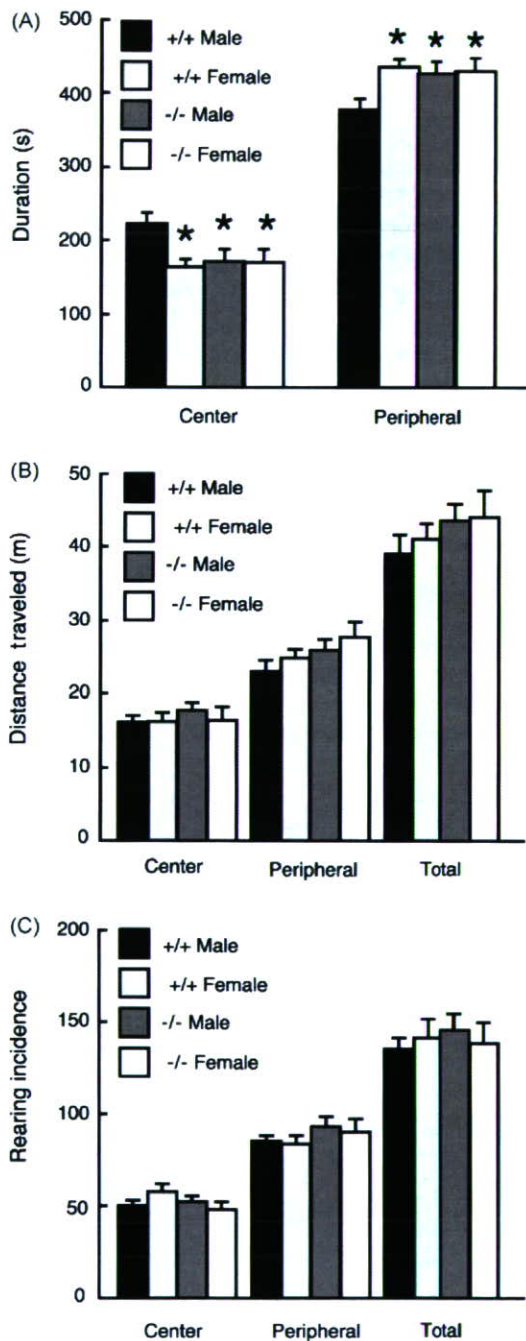 (A)
500
400
300
200
100
0
Duration (s)
+/+ Male
+/+ Female
-/- Male
-/- Female
* * *
* * *
Center Peripheral
(B)
50
40
30
20
10
0
Distance traveled (m)
+/+ Male
+/+ Female
-/- Male
-/- Female
Center Peripheral Total
(C)
200
150
100
50
0
Rearing incidence
+/+ Male
+/+ Female
-/- Male
-/- Female
Center Peripheral Total